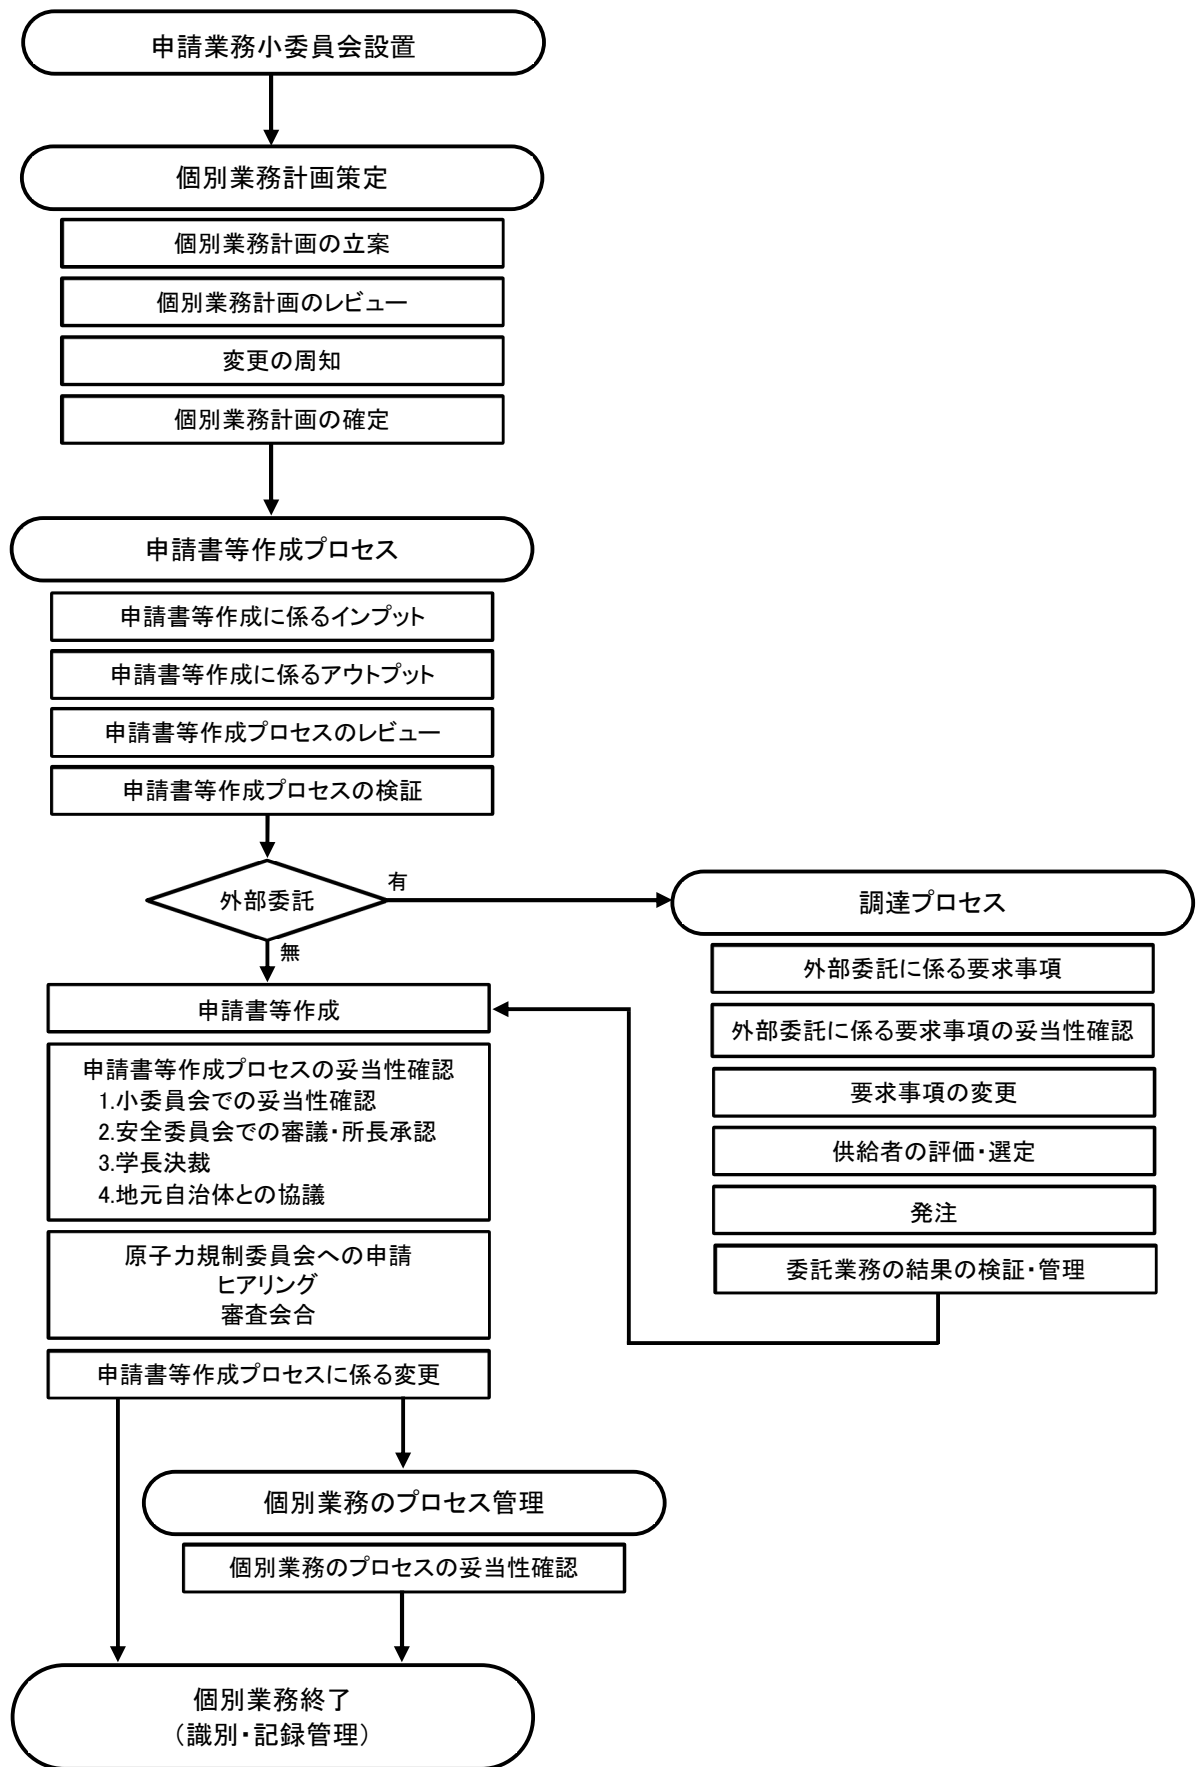 申請業務小委員会設置
個別業務計画策定
個別業務計画の立案
個別業務計画のレビュー
変更の周知
個別業務計画の確定
申請書等作成プロセス
申請書等作成に係るインプット
申請書等作成に係るアウトプット
申請書等作成プロセスのレビュー
申請書等作成プロセスの検証
外部委託
有
無
調達プロセス
外部委託に係る要求事項
外部委託に係る要求事項の妥当性確認
要求事項の変更
供給者の評価・選定
発注
委託業務の結果の検証・管理
申請書等作成
申請書等作成プロセスの妥当性確認
1.小委員会での妥当性確認
2.安全委員会での審議・所長承認
3.学長決裁
4.地元自治体との協議
原子力規制委員会への申請
ヒアリング
審査会合
申請書等作成プロセスに係る変更
個別業務のプロセス管理
個別業務のプロセスの妥当性確認
個別業務終了
（識別・記録管理）